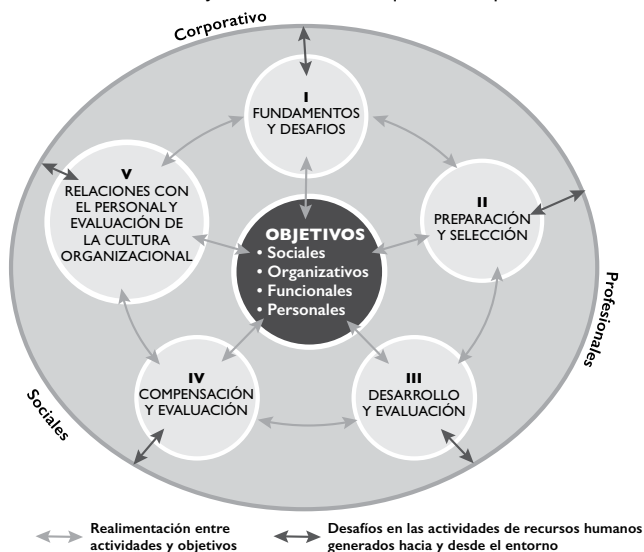 Corporativo
I
FUNDAMENTOS
Y DESAFIOS
V
RELACIONES CON
EL PERSONAL Y
EVALUACIÓN DE
LA CULTURA
ORGANIZACIONAL
II
PREPARACIÓN
Y SELECCIÓN
OBJETIVOS
• Sociales
• Organizativos
• Funcionales
• Personales
Profesionales
IV
COMPENSACIÓN
Y EVALUACIÓN
III
DESARROLLO
Y EVALUACIÓN
Sociales
Realimentación entre
actividades y objetivos
Desafíos en las actividades de recursos humanos
generados hacia y desde el entorno